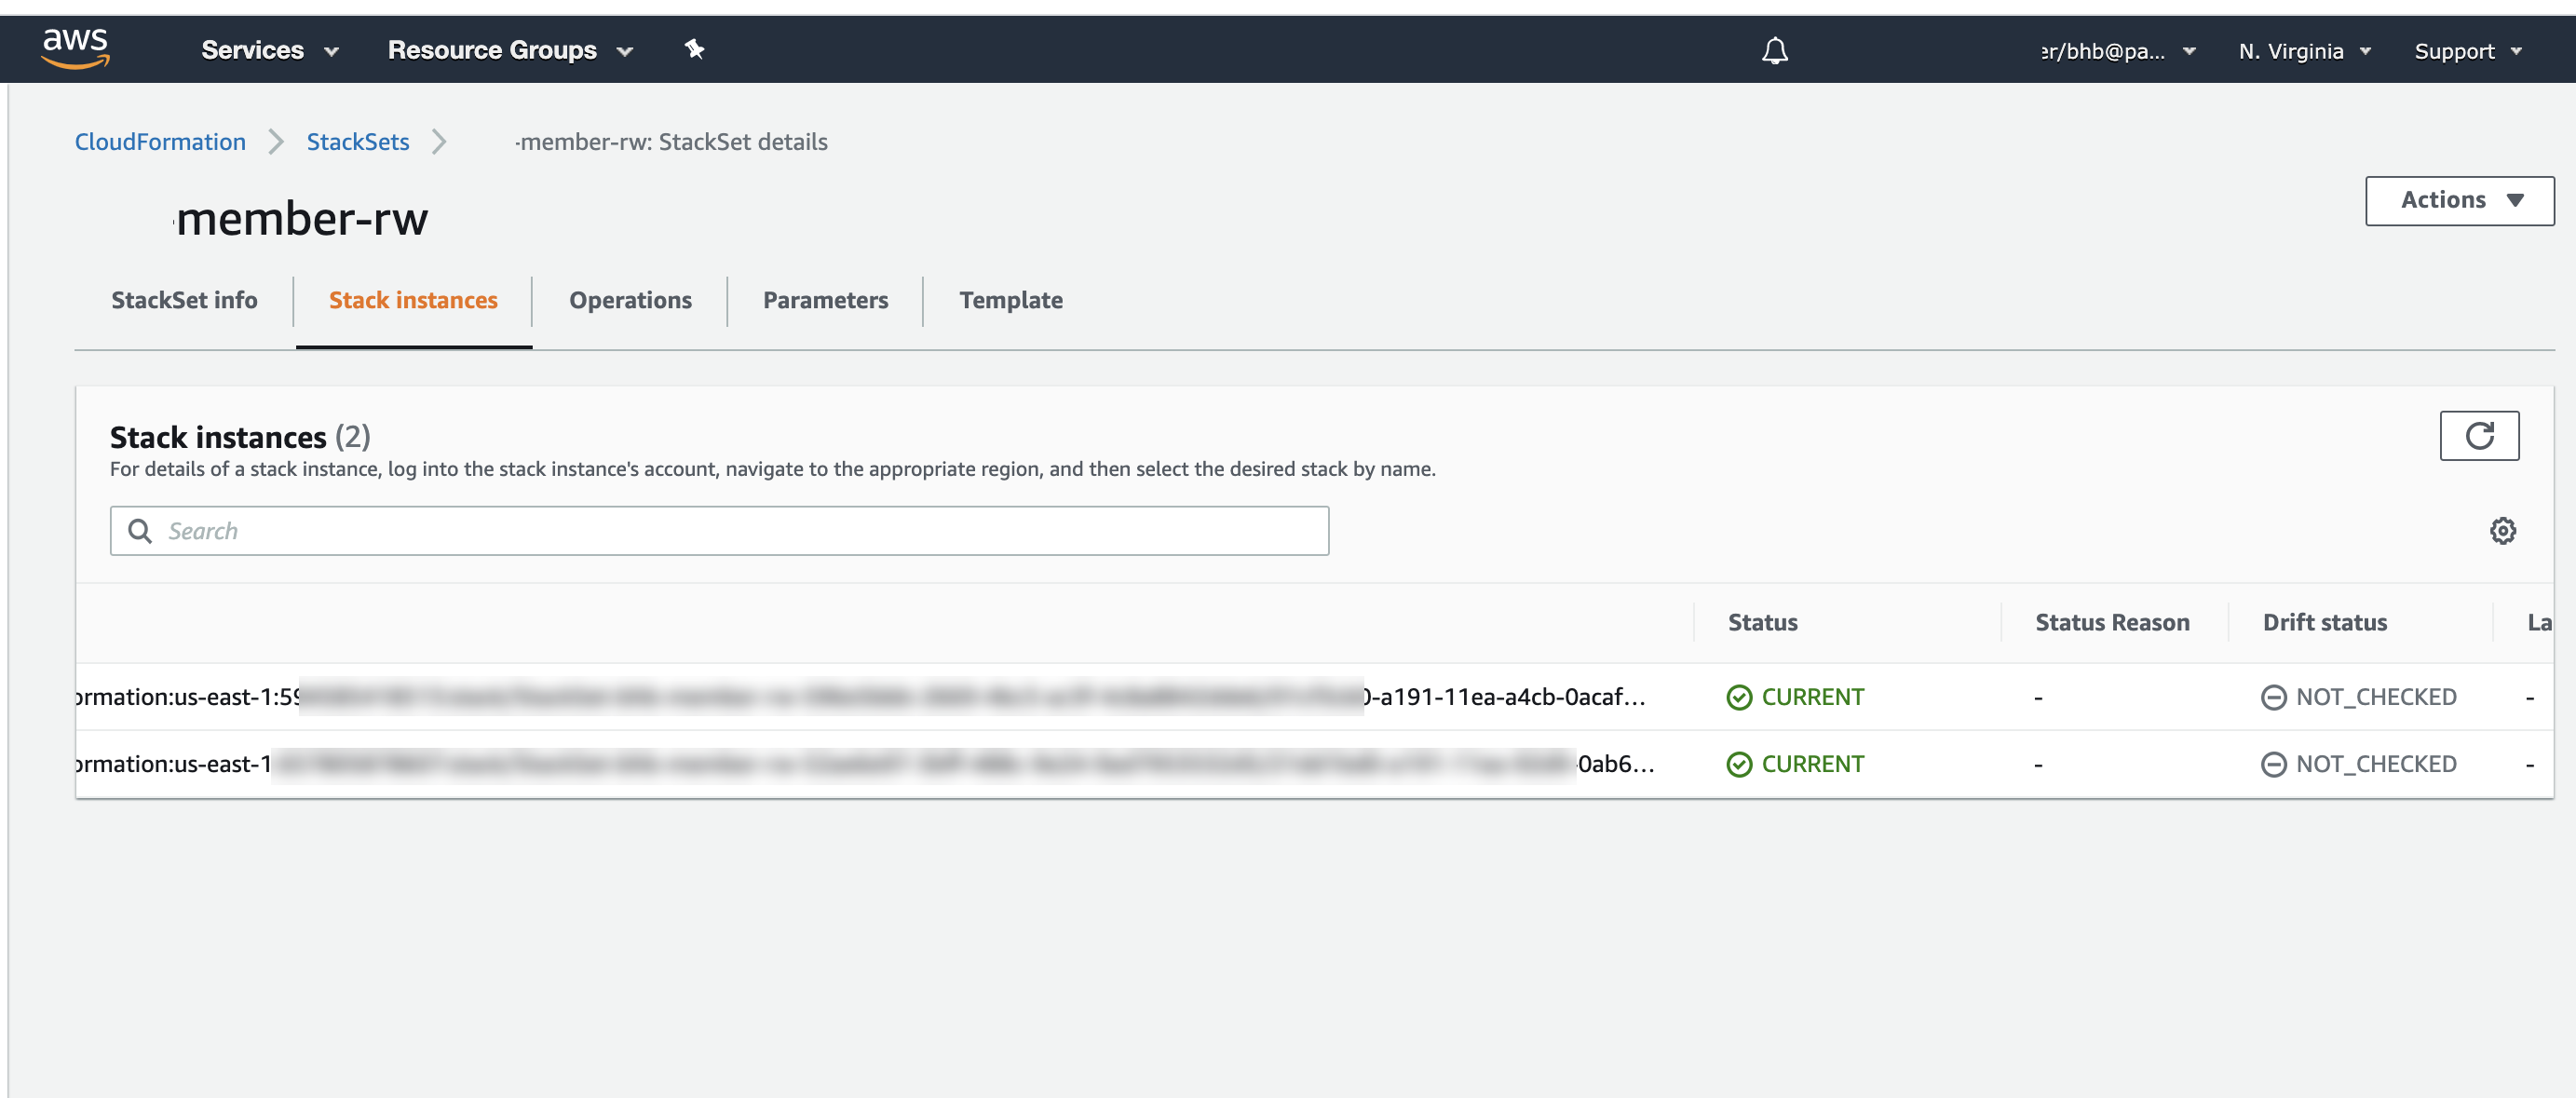 aws Services Resource Groups er/bhb@pa... N. Virginia Support
CloudFormation StackSets -member-rw: StackSet details
-member-rw
Actions
StackSet info Stack instances Operations Parameters Template
Stack instances (2)
For details of a stack instance, log into the stack instance's account, navigate to the appropriate region, and then select the desired stack by name.
Search
Status Status Reason Drift status La
ormation:us-east-1:59 0-a191-11ea-a4cb-0acaf... CURRENT - NOT_CHECKED -
ormation:us-east-1 -0ab6... CURRENT - NOT_CHECKED -